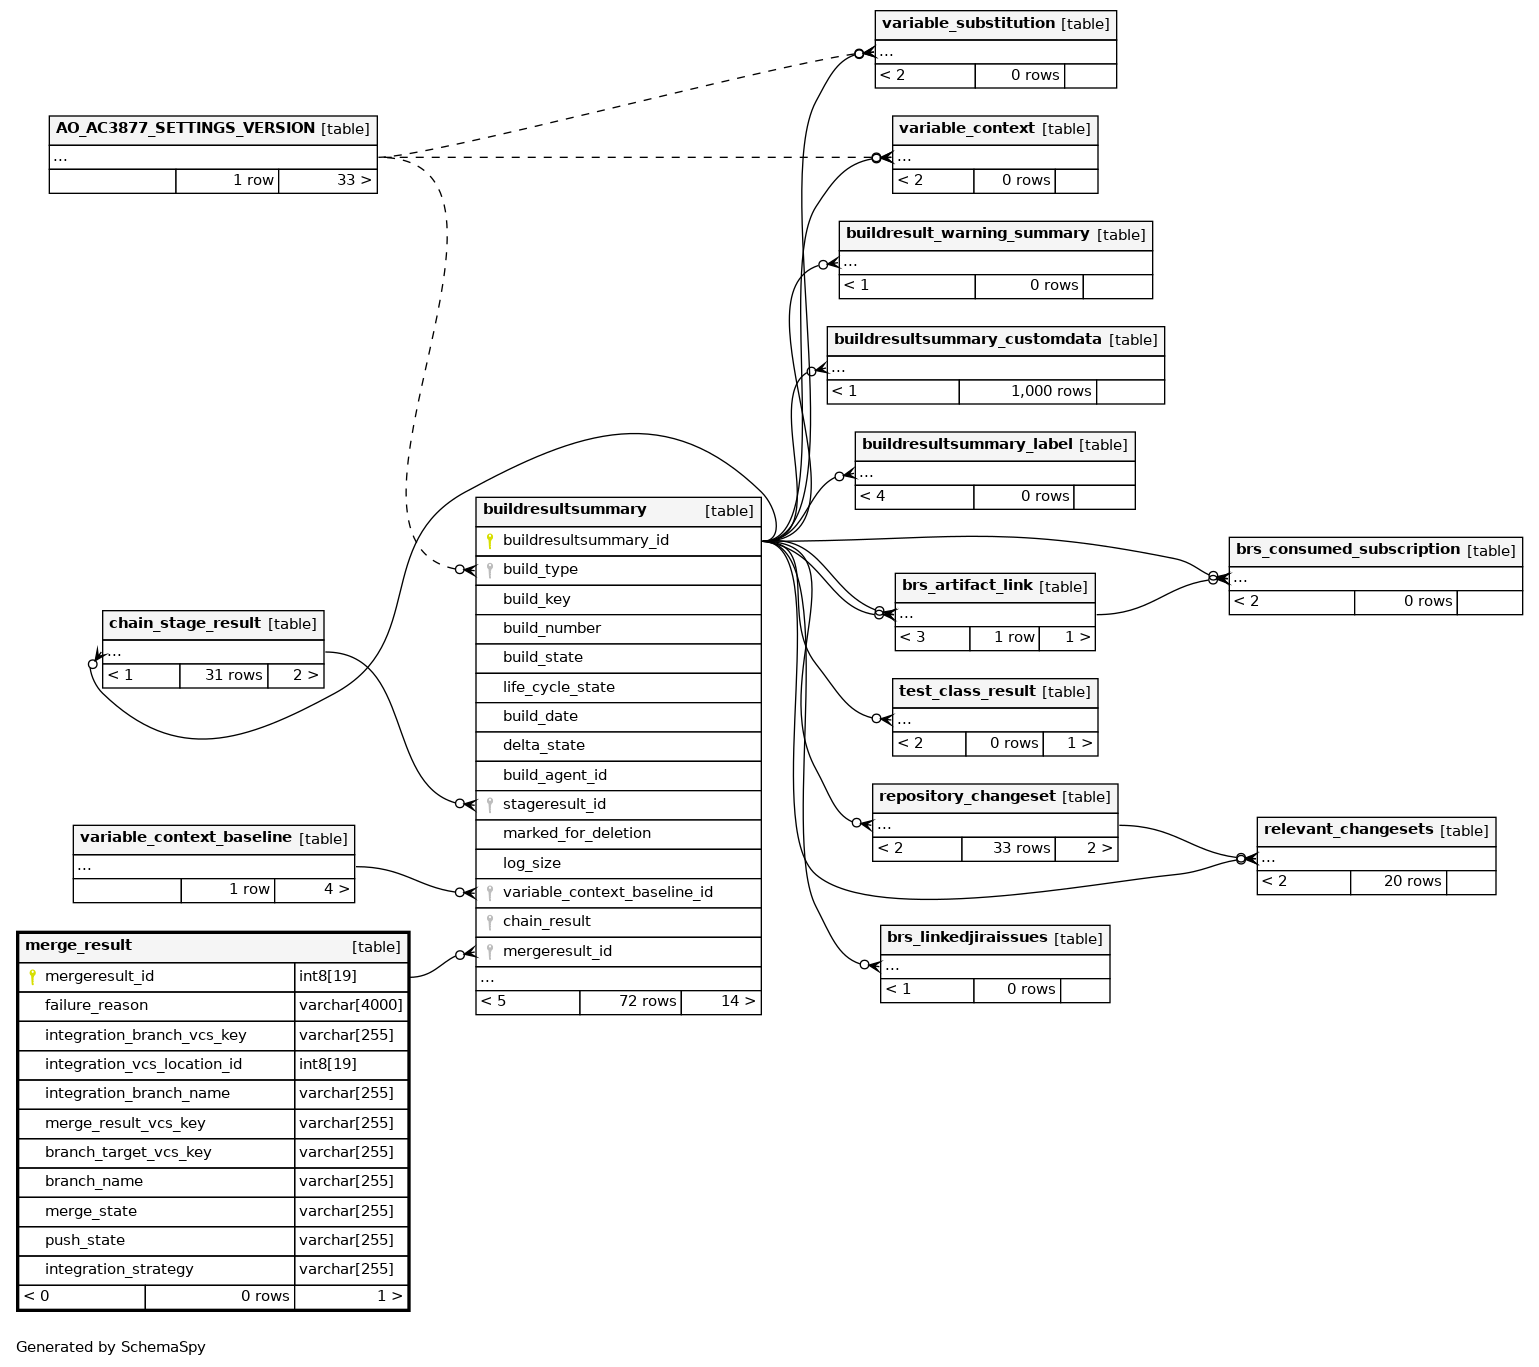 variable_substitution [table]
...
< 2 0 rows
AO_AC3877_SETTINGS_VERSION [table]
...
1 row 33 >
variable_context [table]
...
< 2 0 rows
buildresult_warning_summary [table]
...
< 1 0 rows
buildresultsummary_customdata [table]
...
< 1 1,000 rows
buildresultsummary_label [table]
...
< 4 0 rows
buildresultsummary [table]
buildresultsummary_id
build_type
build_key
build_number
build_state
life_cycle_state
build_date
delta_state
build_agent_id
stageresult_id
marked_for_deletion
log_size
variable_context_baseline_id
chain_result
mergeresult_id
...
< 5 72 rows 14 >
brs_consumed_subscription [table]
...
< 2 0 rows
brs_artifact_link [table]
...
< 3 1 row 1 >
chain_stage_result [table]
...
< 1 31 rows 2 >
test_class_result [table]
...
< 2 0 rows 1 >
repository_changeset [table]
...
< 2 33 rows 2 >
relevant_changesets [table]
...
< 2 20 rows
variable_context_baseline [table]
...
1 row 4 >
brs_linkedjiraissues [table]
...
< 1 0 rows
merge_result [table]
mergeresult_id int8[19]
failure_reason varchar[4000]
integration_branch_vcs_key varchar[255]
integration_vcs_location_id int8[19]
integration_branch_name varchar[255]
merge_result_vcs_key varchar[255]
branch_target_vcs_key varchar[255]
branch_name varchar[255]
merge_state varchar[255]
push_state varchar[255]
integration_strategy varchar[255]
< 0 0 rows 1 >
Generated by SchemaSpy